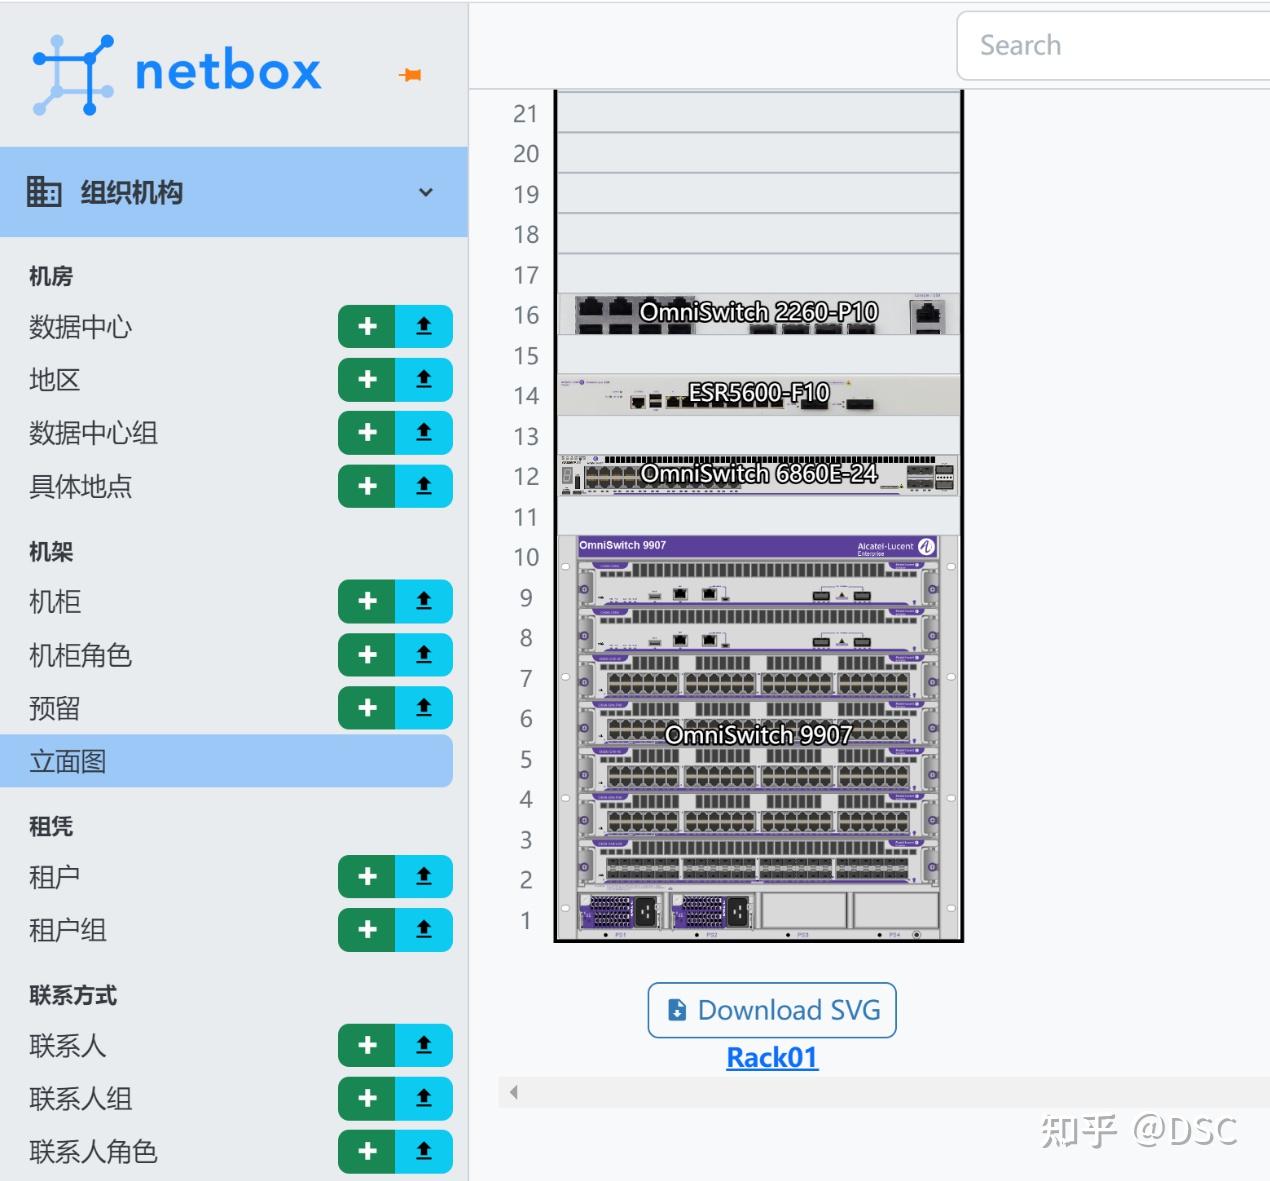 netbox
Search
组织机构
机房
数据中心
地区
数据中心组
具体地点
机架
机柜
机柜角色
预留
立面图
租凭
租户
租户组
联系方式
联系人
联系人组
联系人角色
21
20
19
18
17
16
OmniSwitch 2260-P10
15
14
ESR5600-F10
13
12
OmniSwitch 6860E-24
11
10
OmniSwitch 9907
Alcatel-Lucent
Enterprise
9
8
7
6
OmniSwitch 9907
5
4
3
2
1
PS1
PS2
PS3
PS4
Download SVG
Rack01
知乎 @DSC